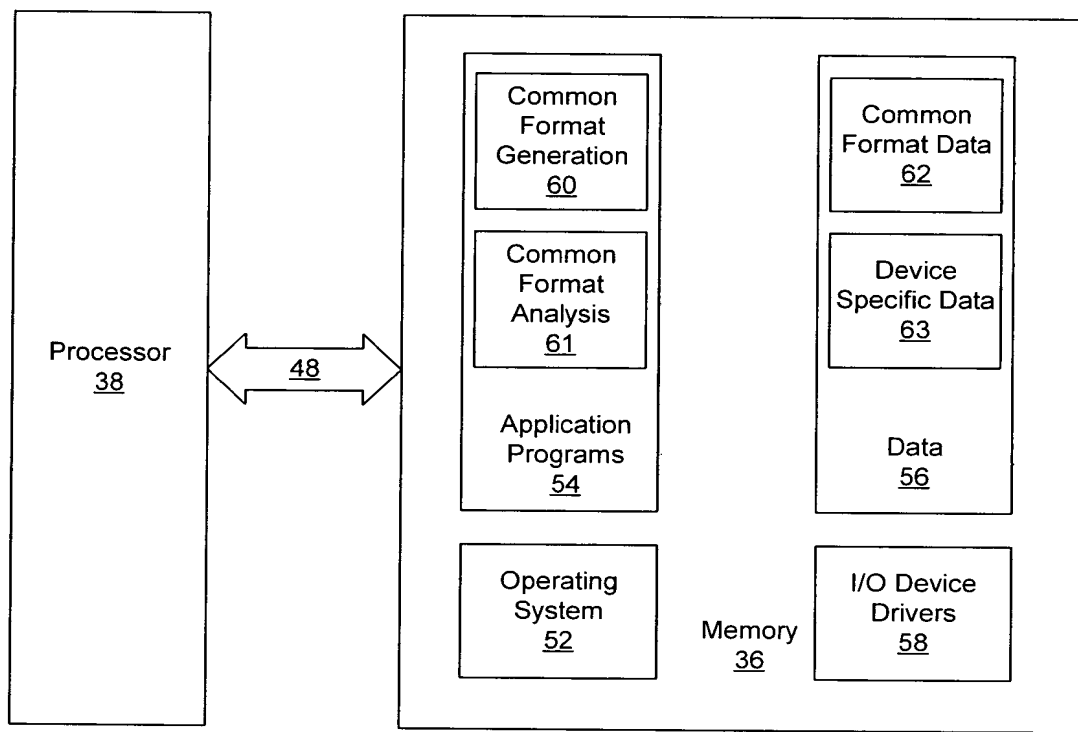 Processor
38
48
Common
Format
Generation
60
Common
Format
Analysis
61
Application
Programs
54
Common
Format Data
62
Device
Specific Data
63
Data
56
Operating
System
52
Memory
36
I/O Device
Drivers
58